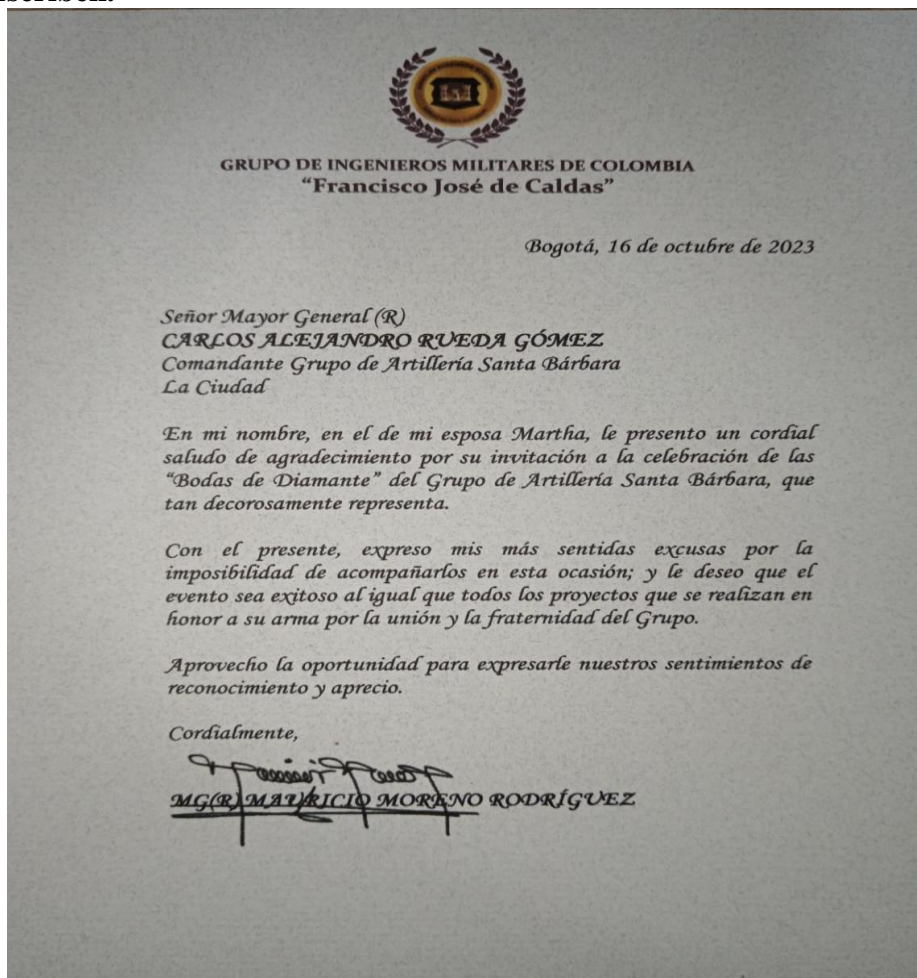 GRUPO DE INGENIEROS MILITARES DE COLOMBIA
“Francisco José de Caldas”
Bogotá, 16 de octubre de 2023
Señor Mayor General (R)
CARLOS ALEJANDRO RUEDA GÓMEZ
Comandante Grupo de Artillería Santa Bárbara
La Ciudad
En mi nombre, en el de mi esposa Martha, le presento un cordial
saludo de agradecimiento por su invitación a la celebración de las
“Bodas de Diamante” del Grupo de Artillería Santa Bárbara, que
tan decorosamente representa.
Con el presente, expreso mis más sentidas excusas por la
imposibilidad de acompañarlos en esta ocasión; y le deseo que el
evento sea exitoso al igual que todos los proyectos que se realizan en
honor a su arma por la unión y la fraternidad del Grupo.
Aprovecho la oportunidad para expresarle nuestros sentimientos de
reconocimiento y aprecio.
Cordialmente,
MG(R) MAURICIO MORENO RODRÍGUEZ